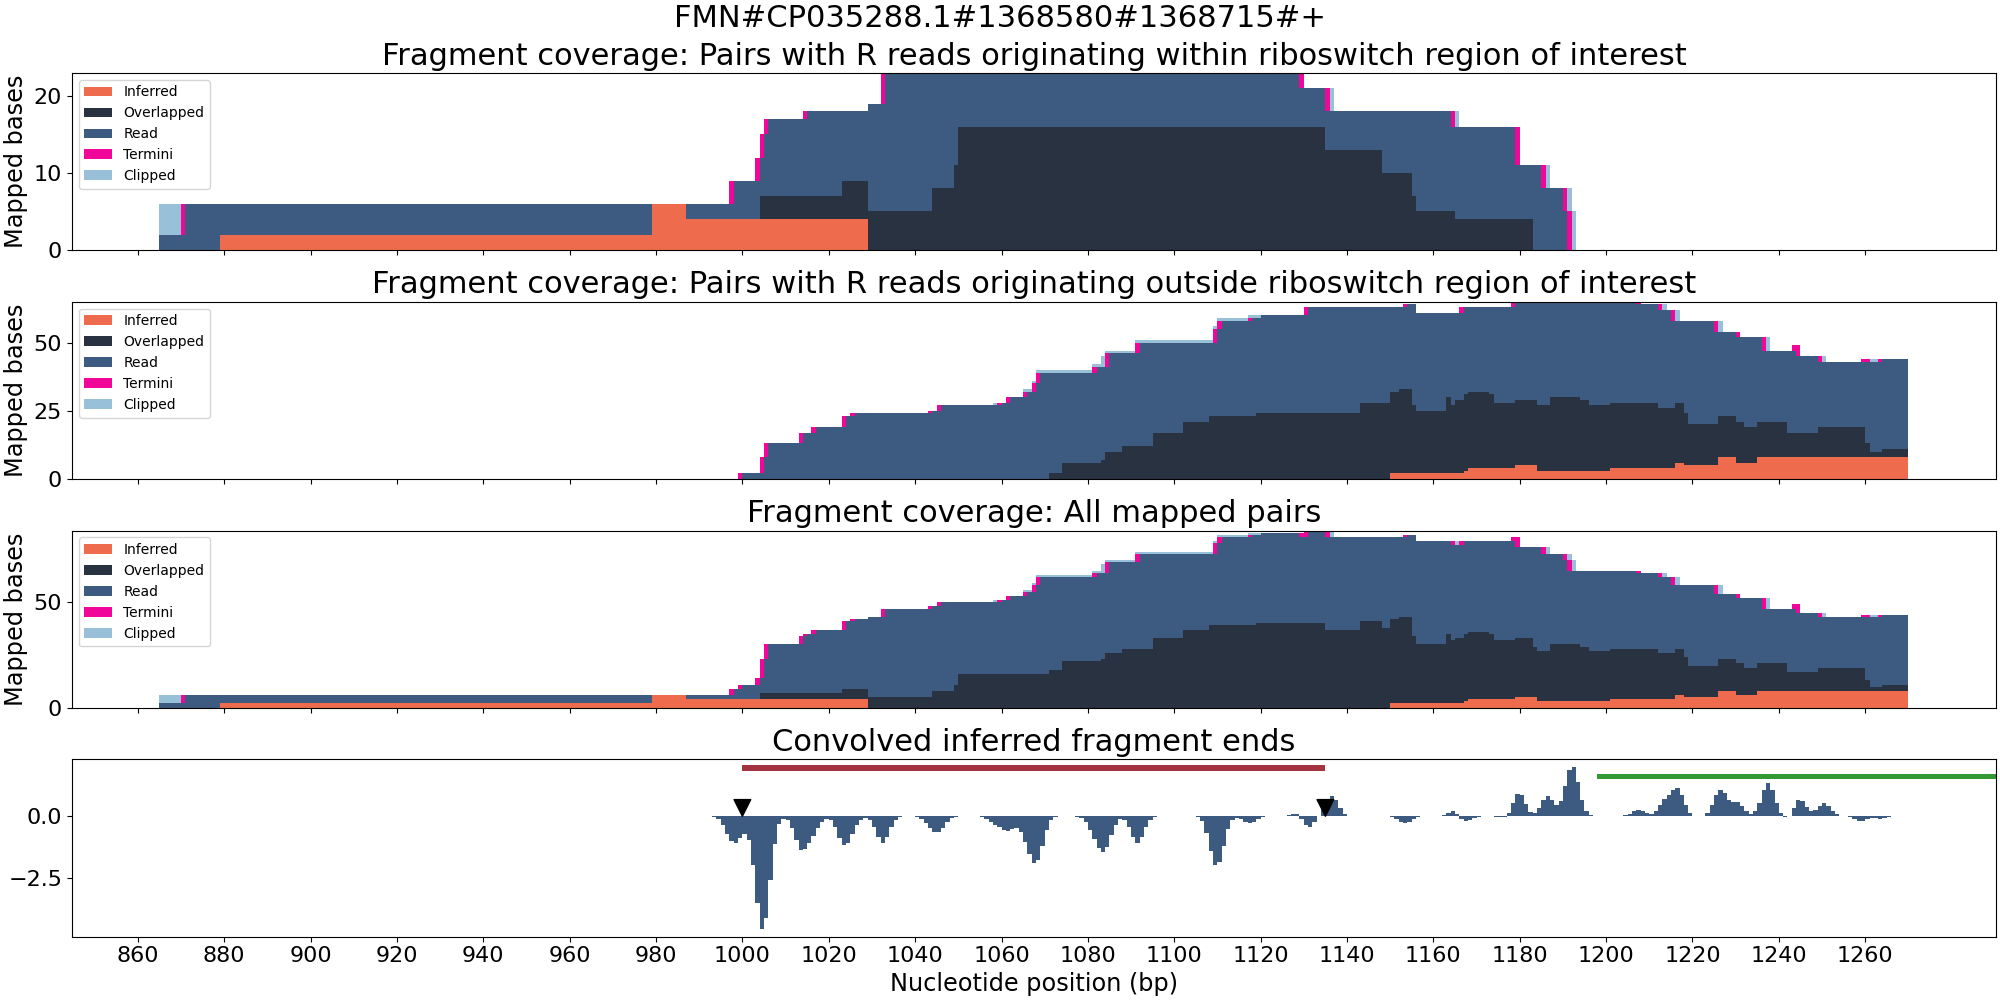 FMN#CP035288.1#1368580#1368715#+
Fragment coverage: Pairs with R reads originating within riboswitch region of interest
Mapped bases
20
10
0
Inferred
Overlapped
Read
Termini
Clipped
Fragment coverage: Pairs with R reads originating outside riboswitch region of interest
Mapped bases
50
25
0
Inferred
Overlapped
Read
Termini
Clipped
Fragment coverage: All mapped pairs
Mapped bases
50
0
Inferred
Overlapped
Read
Termini
Clipped
Convolved inferred fragment ends
0.0
−2.5
860 880 900 920 940 960 980 1000 1020 1040 1060 1080 1100 1120 1140 1160 1180 1200 1220 1240 1260
Nucleotide position (bp)